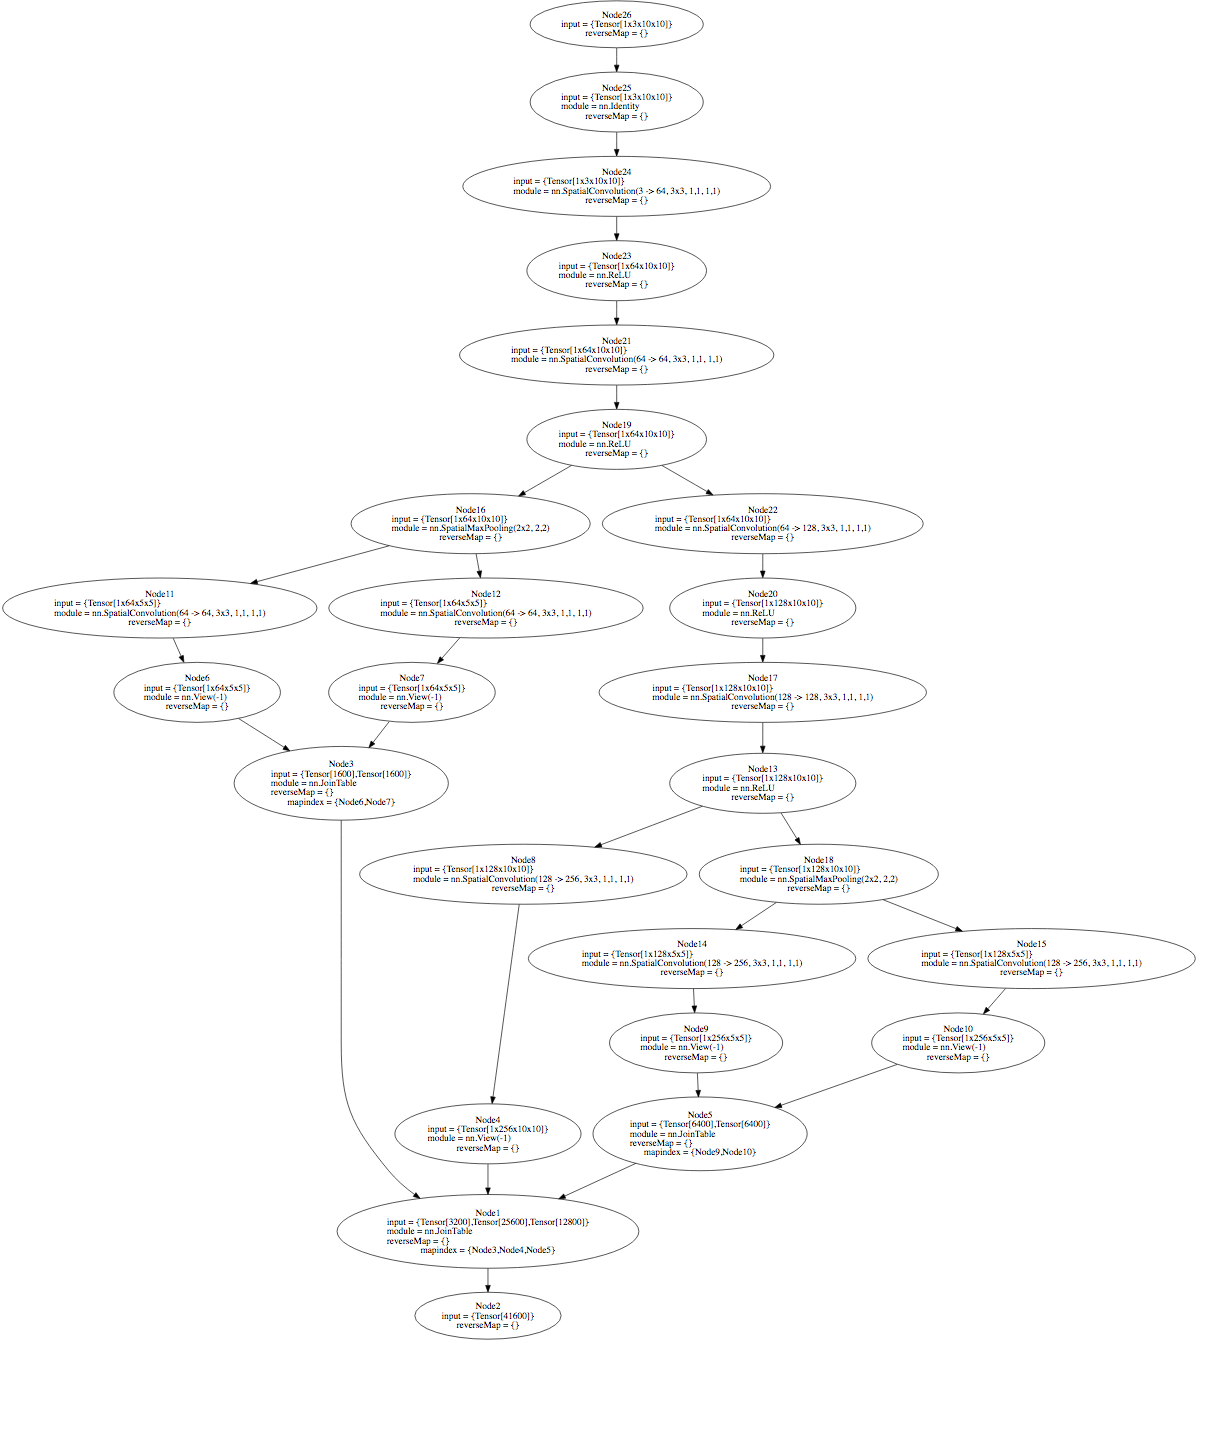 Node26
input = {Tensor[1x3x10x10]}
reverseMap = {}
Node25
input = {Tensor[1x3x10x10]}
module = nn.Identity
reverseMap = {}
Node24
input = {Tensor[1x3x10x10]}
module = nn.SpatialConvolution(3 -> 64, 3x3, 1,1, 1,1)
reverseMap = {}
Node23
input = {Tensor[1x64x10x10]}
module = nn.ReLU
reverseMap = {}
Node21
input = {Tensor[1x64x10x10]}
module = nn.SpatialConvolution(64 -> 64, 3x3, 1,1, 1,1)
reverseMap = {}
Node19
input = {Tensor[1x64x10x10]}
module = nn.ReLU
reverseMap = {}
Node16
input = {Tensor[1x64x10x10]}
module = nn.SpatialMaxPooling(2x2, 2,2)
reverseMap = {}
Node22
input = {Tensor[1x64x10x10]}
module = nn.SpatialConvolution(64 -> 128, 3x3, 1,1, 1,1)
reverseMap = {}
Node11
input = {Tensor[1x64x5x5]}
module = nn.SpatialConvolution(64 -> 64, 3x3, 1,1, 1,1)
reverseMap = {}
Node12
input = {Tensor[1x64x5x5]}
module = nn.SpatialConvolution(64 -> 64, 3x3, 1,1, 1,1)
reverseMap = {}
Node20
input = {Tensor[1x128x10x10]}
module = nn.ReLU
reverseMap = {}
Node6
input = {Tensor[1x64x5x5]}
module = nn.View(-1)
reverseMap = {}
Node7
input = {Tensor[1x64x5x5]}
module = nn.View(-1)
reverseMap = {}
Node17
input = {Tensor[1x128x10x10]}
module = nn.SpatialConvolution(128 -> 128, 3x3, 1,1, 1,1)
reverseMap = {}
Node3
input = {Tensor[1600],Tensor[1600]}
module = nn.JoinTable
reverseMap = {}
mapindex = {Node6,Node7}
Node13
input = {Tensor[1x128x10x10]}
module = nn.ReLU
reverseMap = {}
Node8
input = {Tensor[1x128x10x10]}
module = nn.SpatialConvolution(128 -> 256, 3x3, 1,1, 1,1)
reverseMap = {}
Node18
input = {Tensor[1x128x10x10]}
module = nn.SpatialMaxPooling(2x2, 2,2)
reverseMap = {}
Node14
input = {Tensor[1x128x5x5]}
module = nn.SpatialConvolution(128 -> 256, 3x3, 1,1, 1,1)
reverseMap = {}
Node15
input = {Tensor[1x128x5x5]}
module = nn.SpatialConvolution(128 -> 256, 3x3, 1,1, 1,1)
reverseMap = {}
Node9
input = {Tensor[1x256x5x5]}
module = nn.View(-1)
reverseMap = {}
Node10
input = {Tensor[1x256x5x5]}
module = nn.View(-1)
reverseMap = {}
Node4
input = {Tensor[1x256x10x10]}
module = nn.View(-1)
reverseMap = {}
Node5
input = {Tensor[6400],Tensor[6400]}
module = nn.JoinTable
reverseMap = {}
mapindex = {Node9,Node10}
Node1
input = {Tensor[3200],Tensor[25600],Tensor[12800]}
module = nn.JoinTable
reverseMap = {}
mapindex = {Node3,Node4,Node5}
Node2
input = {Tensor[41600]}
reverseMap = {}